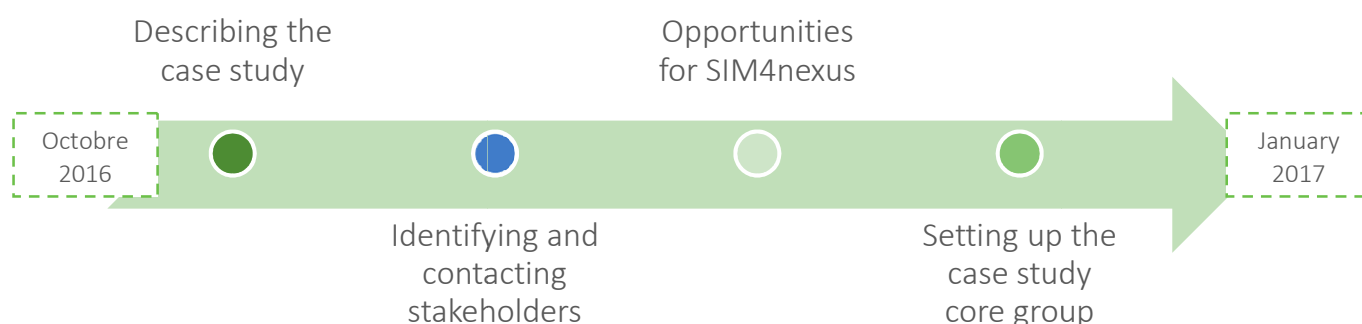 Describing the
case study
Opportunities
for SIM4nexus
Octobre
2016
January
2017
Identifying and
contacting
stakeholders
Setting up the
case study
core group